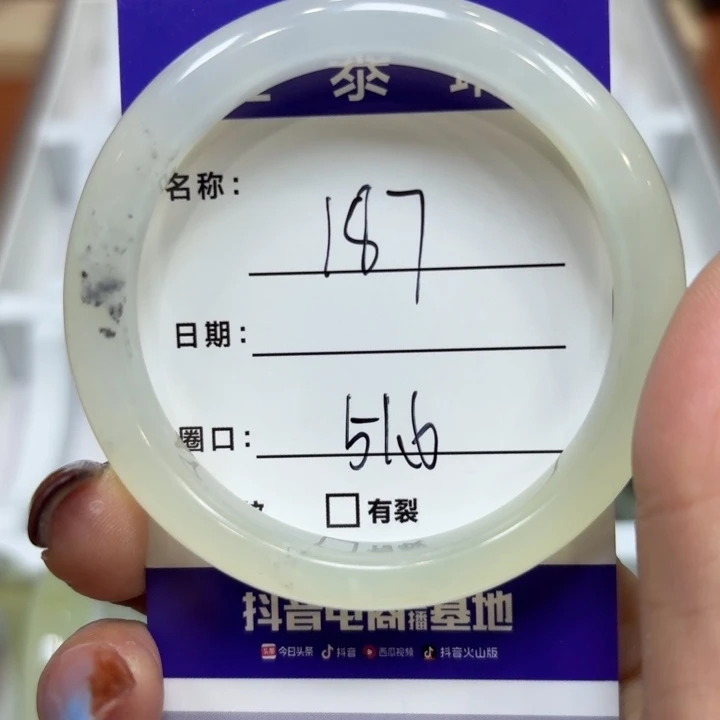 泰
名称: 187
日期:
圈口: 51.6
□有裂
抖音电商直播基地
今日头条 抖音 西瓜视频 抖音火山版